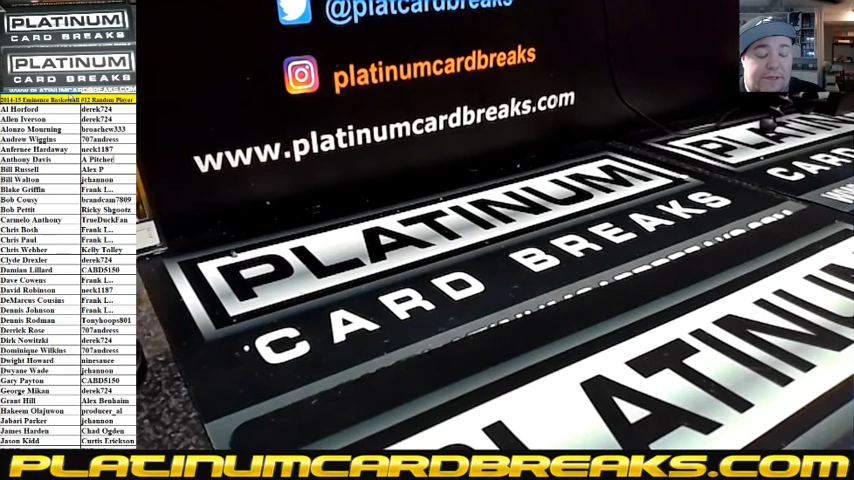 PLATINUM
CARD BREAKS
PLATINUM
CARD BREAKS
WWW.PLATINUMCARDBREAKS.COM
@platcardbreaks
platinumcardbreaks
www.platinumcardbreaks.com
PLATINUM
CARD BREAKS
PLATINUM
CARD
2014-15 Eminence Basketball #12 Random Player
Al Horford derek724
Allen Iverson derek724
Alonzo Mourning broachcw333
Andrew Wiggins 707andress
Anfernee Hardaway neck1187
Anthony Davis A Pitcher
Bill Russell Alex P
Bill Walton jchannon
Blake Griffin Frank L..
Bob Cousy brandcam7809
Bob Pettit Ricky Shgootz
Carmelo Anthony TrueDuckFan
Chris Bosh Frank L..
Chris Paul Frank L..
Chris Webber Kelly Tolley
Clyde Drexler derek724
Damian Lillard CABD5150
Dave Cowens Frank L..
David Robinson neck1187
DeMarcus Cousins Frank L..
Dennis Johnson Frank L..
Dennis Rodman Tonyhoops801
Derrick Rose 707andress
Dirk Nowitzki derek724
Dominique Wilkins 707andress
Dwight Howard ninesauce
Dwyane Wade jchannon
Gary Payton CABD5150
George Mikan derek724
Grant Hill Alex Benhaim
Hakeem Olajuwon producer_al
Jabari Parker jchannon
James Harden Chad Ogden
Jason Kidd Curtis Erickson
PLATINUMCARDBREAKS.COM